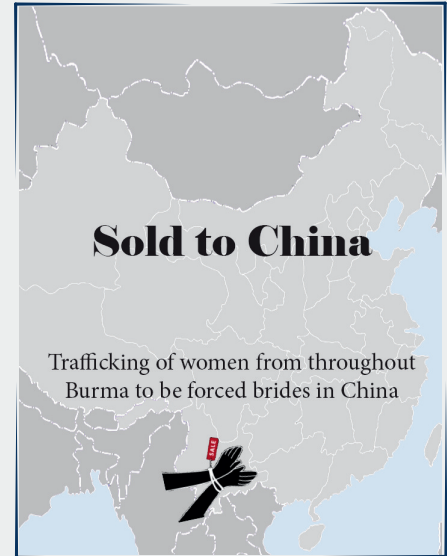 Sold to China
Trafficking of women from throughout
Burma to be forced brides in China
SALE